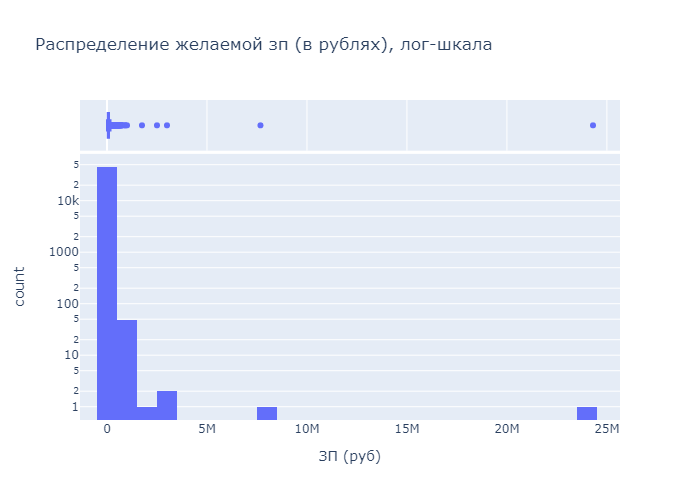 Распределение желаемой зп (в рублях), лог-шкала
5
2
10k
5
2
1000
5
2
100
5
2
10
5
2
1
count
0
5M
10M
15M
20M
25M
ЗП (руб)